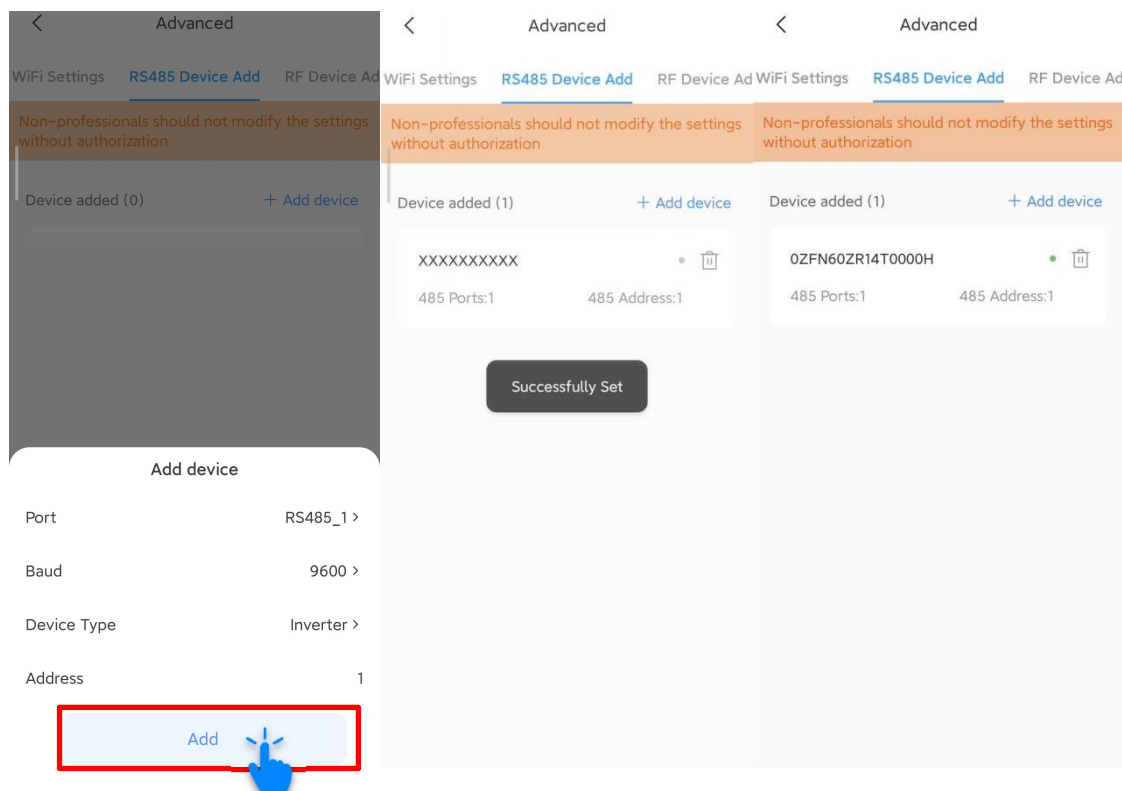 Advanced
WiFi Settings RS485 Device Add RF Device Ad
Non-professionals should not modify the settings
without authorization
Device added (0) + Add device
Add device
Port RS485_1 >
Baud 9600 >
Device Type Inverter >
Address 1
Add
Advanced
WiFi Settings RS485 Device Add RF Device Ad
Non-professionals should not modify the settings
without authorization
Device added (1) + Add device
XXXXXXXXXX
485 Ports:1 485 Address:1
Successfully Set
Advanced
WiFi Settings RS485 Device Add RF Device Ad
Non-professionals should not modify the settings
without authorization
Device added (1) + Add device
0ZFN60ZR14T0000H
485 Ports:1 485 Address:1